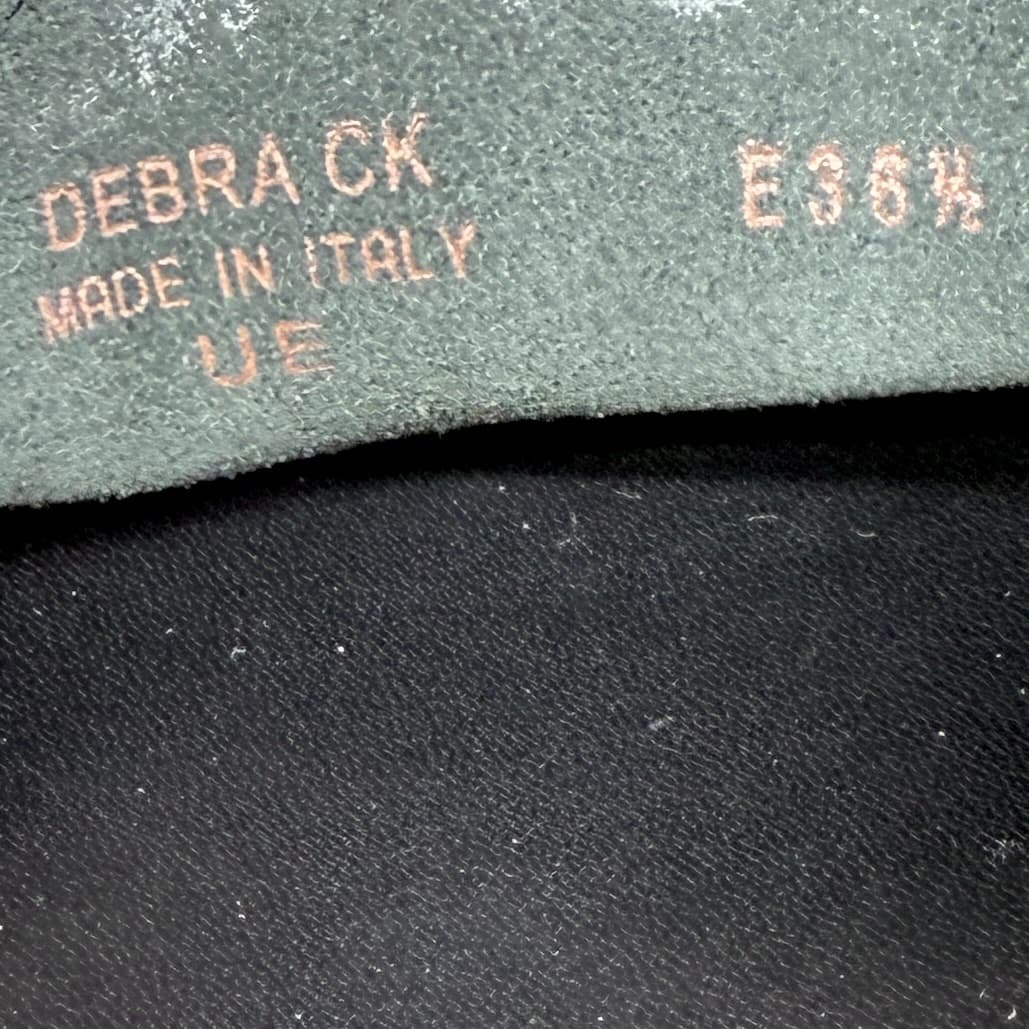 DEBRA CK
MADE IN ITALY
UE
E36½